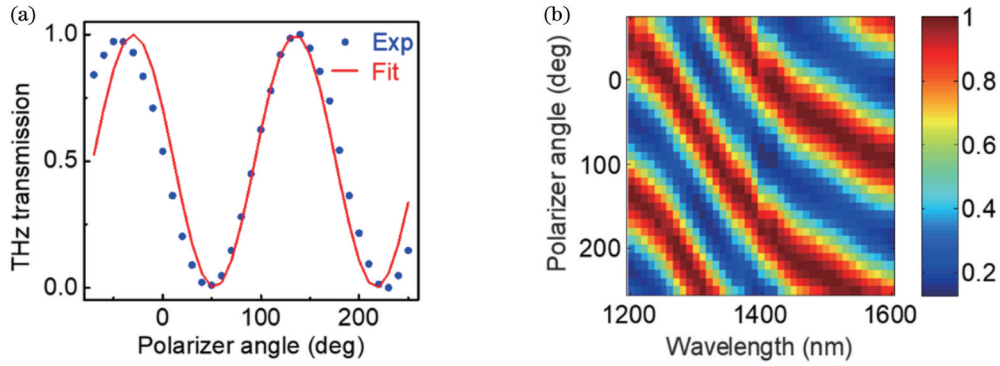 (a)
1.0
0.5
0.0
THz transmission
Exp
Fit
0 100 200
Polarizer angle (deg)
(b)
0
100
200
Polarizer angle (deg)
1200 1400 1600
Wavelength (nm)
1
0.8
0.6
0.4
0.2